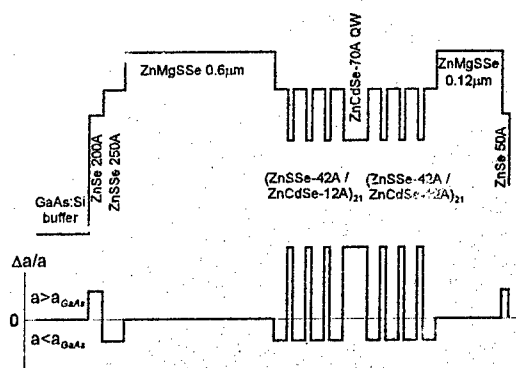 ZnMgSSe 0.6μm
ZnCdSe-70A QW
ZnMgSSe
0.12μm
ZnSe 200A
ZnSSe 250A
ZnSe 50A
GaAs:Si
buffer
(ZnSSe-42A /
ZnCdSe-12A)21
(ZnSSe-42A /
ZnCdSe-12A)21
Δa/a
a>aGaAs
0
a<aGaAs